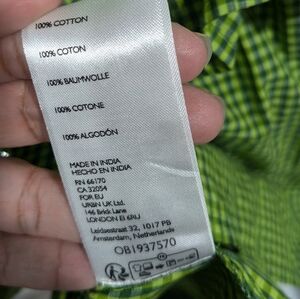 100% COTTON
100% COTON
100% BAUMWOLLE
100% COTONE
100% ALGODÓN
MADE IN INDIA
HECHO EN INDIA
RN 66170
CA 32054
FOR EU
URBN UK Ltd
146 Brick Lane
LONDON E1 6RU
Leidsestraat 32, 1017 PB
Amsterdam, Netherlands
OB1937570